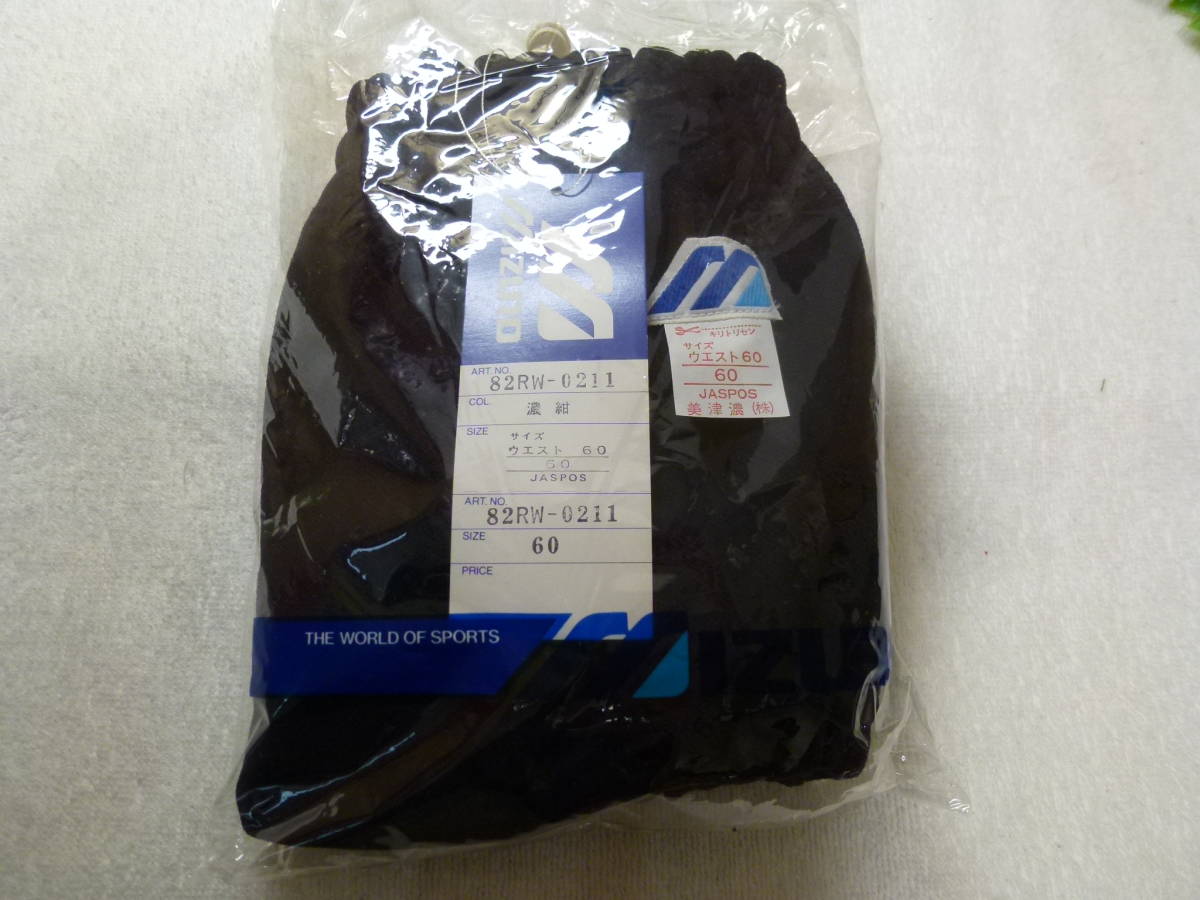 MIZUNO
ART. NO.
82RW-0211
COL.
濃紺
SIZE
サイズ
ウエスト 60
60
JASPOS
ART. NO.
82RW-0211
SIZE
60
PRICE
キリトリセン
サイズ
ウエスト60
60
JASPOS
美津濃(株)
THE WORLD OF SPORTS